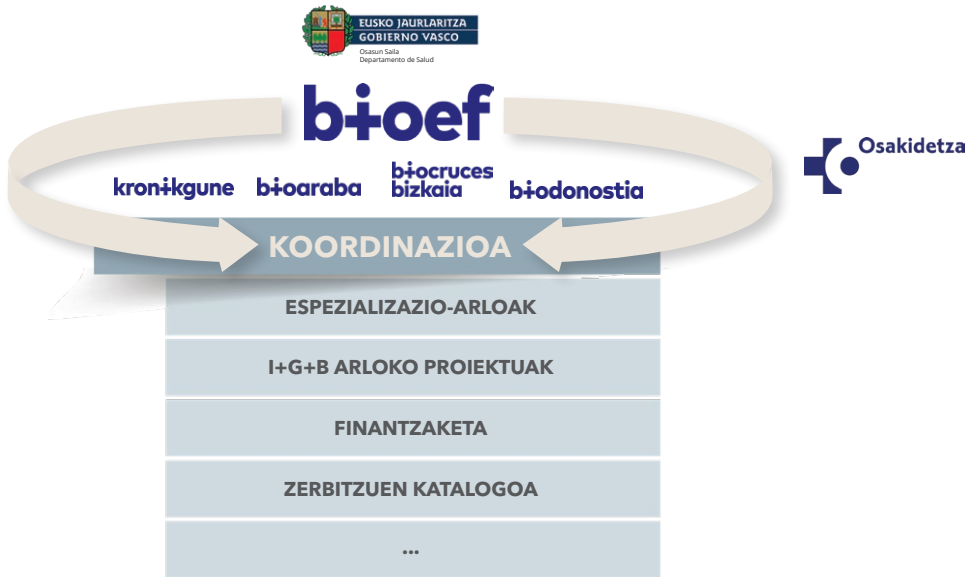 EUSKO JAURLARITZA
GOBIERNO VASCO
Osasun Saila
Departamento de Salud
bioef
Osakidetza
kronikgune
bioaraba
biocruces
bizkaia
biodonostia
KOORDINAZIOA
ESPEZIALIZAZIO-ARLOAK
I+G+B ARLOKO PROIEKTUAK
FINANTZAKETA
ZERBITZUEN KATALOGOA
...